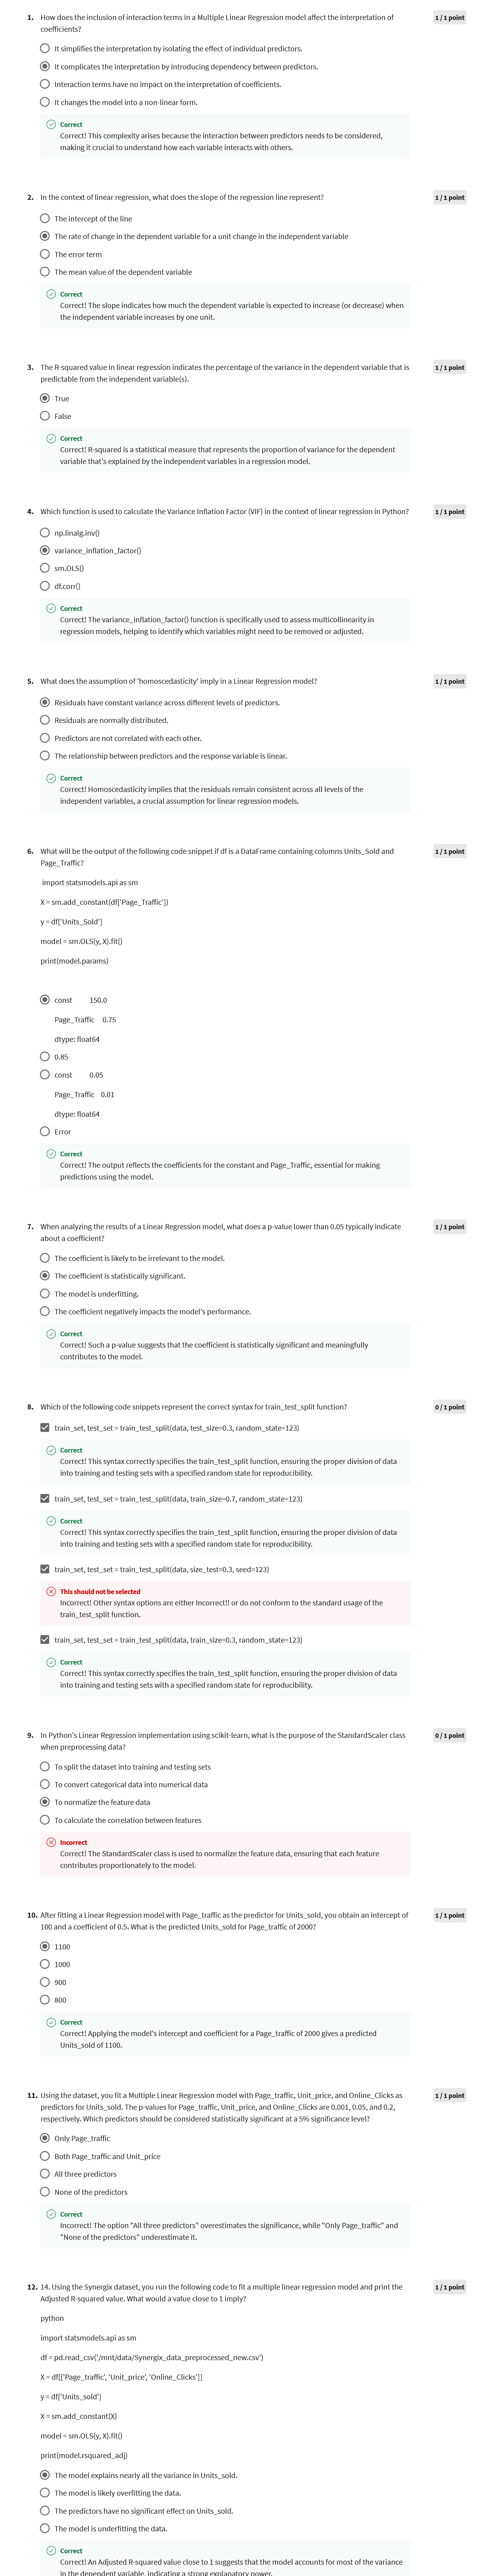 1. How does the inclusion of interaction terms in a Multiple Linear Regression model affect the interpretation of
coefficients?
1 / 1 point
It simplifies the interpretation by isolating the effect of individual predictors.
It complicates the interpretation by introducing dependency between predictors.
Interaction terms have no impact on the interpretation of coefficients.
It changes the model into a non-linear form.
Correct
Correct! This complexity arises because the interaction between predictors needs to be considered,
making it crucial to understand how each variable interacts with others.
2. In the context of linear regression, what does the slope of the regression line represent?
1 / 1 point
The intercept of the line
The rate of change in the dependent variable for a unit change in the independent variable
The error term
The mean value of the dependent variable
Correct
Correct! The slope indicates how much the dependent variable is expected to increase (or decrease) when
the independent variable increases by one unit.
3. The R-squared value in linear regression indicates the percentage of the variance in the dependent variable that is
predictable from the independent variable(s).
1 / 1 point
True
False
Correct
Correct! R-squared is a statistical measure that represents the proportion of variance for the dependent
variable that's explained by the independent variables in a regression model.
4. Which function is used to calculate the Variance Inflation Factor (VIF) in the context of linear regression in Python?
1 / 1 point
np.linalg.inv()
variance_inflation_factor()
sm.OLS()
df.corr()
Correct
Correct! The variance_inflation_factor() function is specifically used to assess multicollinearity in
regression models, helping to identify which variables might need to be removed or adjusted.
5. What does the assumption of 'homoscedasticity' imply in a Linear Regression model?
1 / 1 point
Residuals have constant variance across different levels of predictors.
Residuals are normally distributed.
Predictors are not correlated with each other.
The relationship between predictors and the response variable is linear.
Correct
Correct! Homoscedasticity implies that the residuals remain consistent across all levels of the
independent variables, a crucial assumption for linear regression models.
6. What will be the output of the following code snippet if df is a DataFrame containing columns Units_Sold and
Page_Traffic?
1 / 1 point
import statsmodels.api as sm
X = sm.add_constant(df['Page_Traffic'])
y = df['Units_Sold']
model = sm.OLS(y, X).fit()
print(model.params)
const 150.0
Page_Traffic 0.75
dtype: float64
0.85
const 0.05
Page_Traffic 0.01
dtype: float64
Error
Correct
Correct! The output reflects the coefficients for the constant and Page_Traffic, essential for making
predictions using the model.
7. When analyzing the results of a Linear Regression model, what does a p-value lower than 0.05 typically indicate
about a coefficient?
1 / 1 point
The coefficient is likely to be irrelevant to the model.
The coefficient is statistically significant.
The model is underfitting.
The coefficient negatively impacts the model's performance.
Correct
Correct! Such a p-value suggests that the coefficient is statistically significant and meaningfully
contributes to the model.
8. Which of the following code snippets represent the correct syntax for train_test_split function?
0 / 1 point
train_set, test_set = train_test_split(data, test_size=0.3, random_state=123)
Correct
Correct! This syntax correctly specifies the train_test_split function, ensuring the proper division of data
into training and testing sets with a specified random state for reproducibility.
train_set, test_set = train_test_split(data, train_size=0.7, random_state=123)
Correct
Correct! This syntax correctly specifies the train_test_split function, ensuring the proper division of data
into training and testing sets with a specified random state for reproducibility.
train_set, test_set = train_test_split(data, size_test=0.3, seed=123)
This should not be selected
Incorrect! Other syntax options are either Incorrect!! or do not conform to the standard usage of the
train_test_split function.
train_set, test_set = train_test_split(data, train_size=0.3, random_state=123)
Correct
Correct! This syntax correctly specifies the train_test_split function, ensuring the proper division of data
into training and testing sets with a specified random state for reproducibility.
9. In Python's Linear Regression implementation using scikit-learn, what is the purpose of the StandardScaler class
when preprocessing data?
0 / 1 point
To split the dataset into training and testing sets
To convert categorical data into numerical data
To normalize the feature data
To calculate the correlation between features
Incorrect
Correct! The StandardScaler class is used to normalize the feature data, ensuring that each feature
contributes proportionately to the model.
10. After fitting a Linear Regression model with Page_traffic as the predictor for Units_sold, you obtain an intercept of
100 and a coefficient of 0.5. What is the predicted Units_sold for Page_traffic of 2000?
1 / 1 point
1100
1000
900
800
Correct
Correct! Applying the model's intercept and coefficient for a Page_traffic of 2000 gives a predicted
Units_sold of 1100.
11. Using the dataset, you fit a Multiple Linear Regression model with Page_traffic, Unit_price, and Online_Clicks as
predictors for Units_sold. The p-values for Page_traffic, Unit_price, and Online_Clicks are 0.001, 0.05, and 0.2,
respectively. Which predictors should be considered statistically significant at a 5% significance level?
1 / 1 point
Only Page_traffic
Both Page_traffic and Unit_price
All three predictors
None of the predictors
Correct
Incorrect! The option "All three predictors" overestimates the significance, while "Only Page_traffic" and
"None of the predictors" underestimate it.
12. 14. Using the Synergix dataset, you run the following code to fit a multiple linear regression model and print the
Adjusted R-squared value. What would a value close to 1 imply?
1 / 1 point
python
import statsmodels.api as sm
df = pd.read_csv('/mnt/data/Synergix_data_preprocessed_new.csv')
X = df[['Page_traffic', 'Unit_price', 'Online_Clicks']]
y = df['Units_sold']
X = sm.add_constant(X)
model = sm.OLS(y, X).fit()
print(model.rsquared_adj)
The model explains nearly all the variance in Units_sold.
The model is likely overfitting the data.
The predictors have no significant effect on Units_sold.
The model is underfitting the data.
Correct
Correct! An Adjusted R-squared value close to 1 suggests that the model accounts for most of the variance
in the dependent variable, indicating a strong explanatory power.